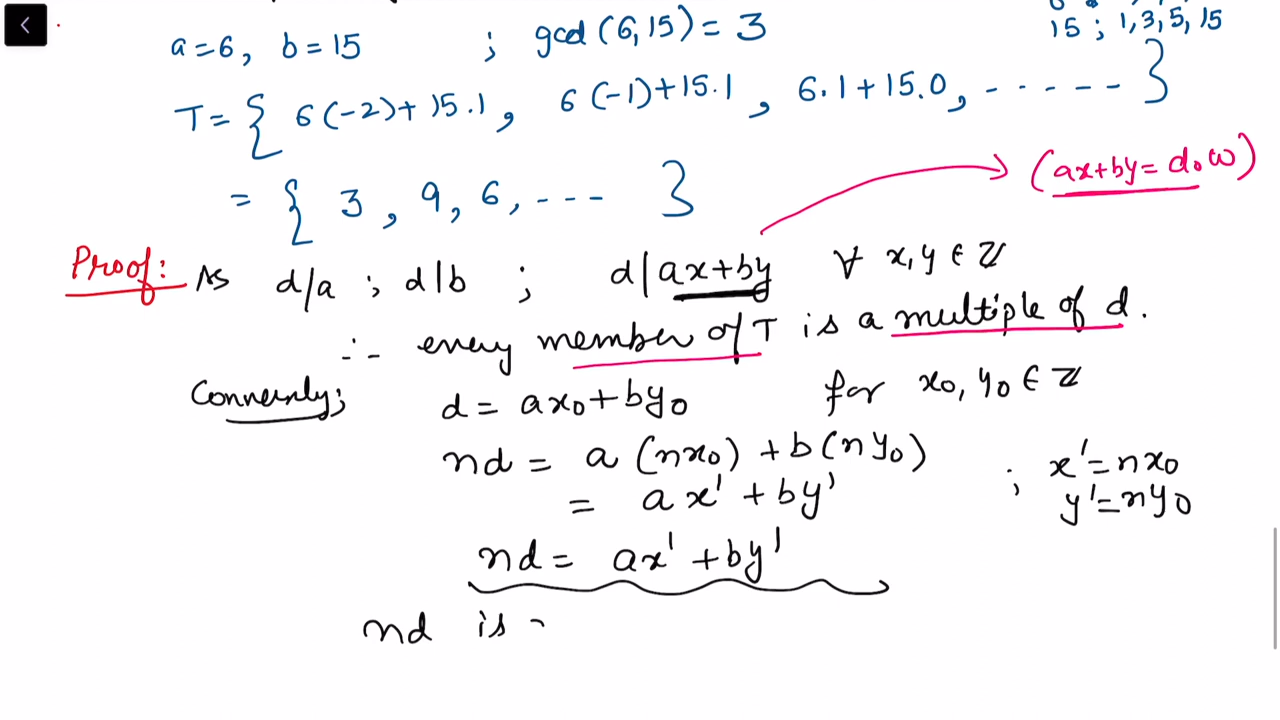 15 ; 1, 3, 5, 15
a=6, b=15 ; gcd (6,15) = 3
T = { 6(-2)+15.1, 6(-1)+15.1, 6.1+15.0, ------ }
= { 3, 9, 6, --- }
(ax+by = d.w)
Proof: As d/a ; d|b ; d|ax+by ∀ x, y ∈ ℤ
∴ every member of T is a multiple of d.
Conversely; d = ax₀+by₀ for x₀, y₀ ∈ ℤ
nd = a (nx₀) + b(ny₀) ; x' = nx₀
= ax' + by' y' = ny₀
nd = ax' + by'
nd is